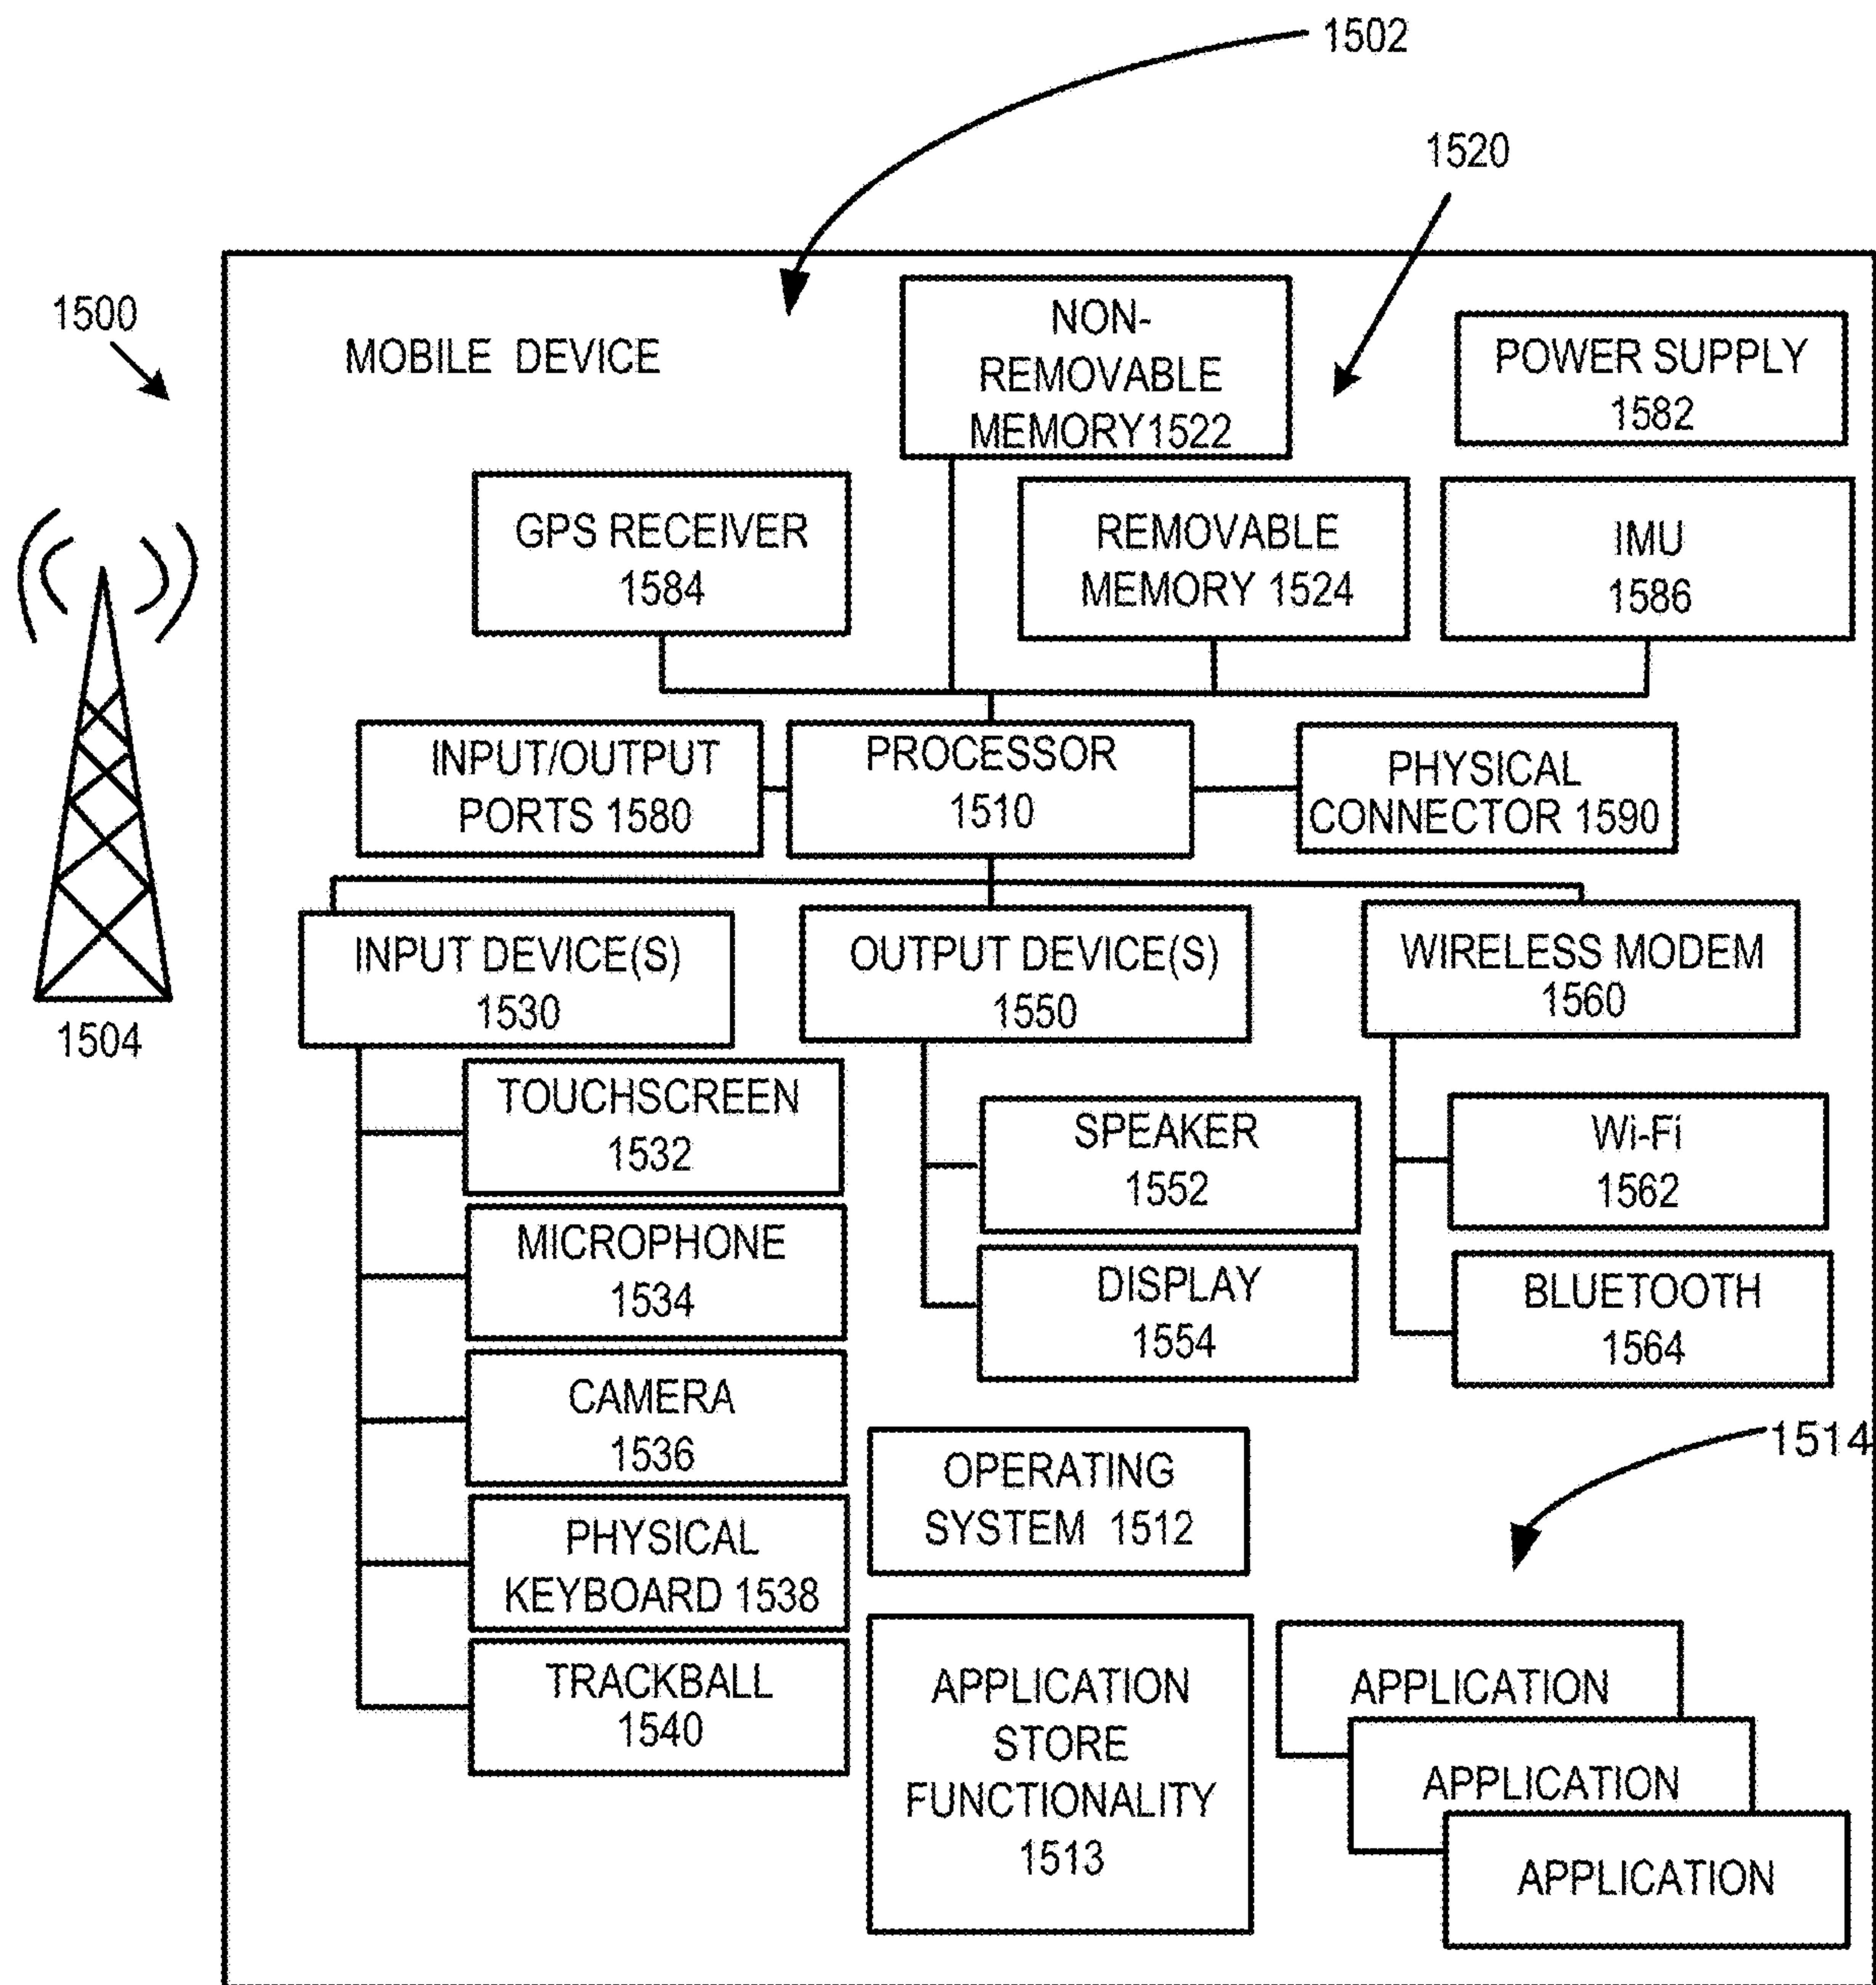 1502
1520
1500
MOBILE DEVICE
NON-
REMOVABLE
MEMORY1522
POWER SUPPLY
1582
GPS RECEIVER
1584
REMOVABLE
MEMORY 1524
IMU
1586
INPUT/OUTPUT
PORTS 1580
PROCESSOR
1510
PHYSICAL
CONNECTOR 1590
1504
INPUT DEVICE(S)
1530
OUTPUT DEVICE(S)
1550
WIRELESS MODEM
1560
TOUCHSCREEN
1532
MICROPHONE
1534
CAMERA
1536
PHYSICAL
KEYBOARD 1538
TRACKBALL
1540
SPEAKER
1552
DISPLAY
1554
Wi-Fi
1562
BLUETOOTH
1564
OPERATING
SYSTEM 1512
APPLICATION
STORE
FUNCTIONALITY
1513
1514
APPLICATION
APPLICATION
APPLICATION